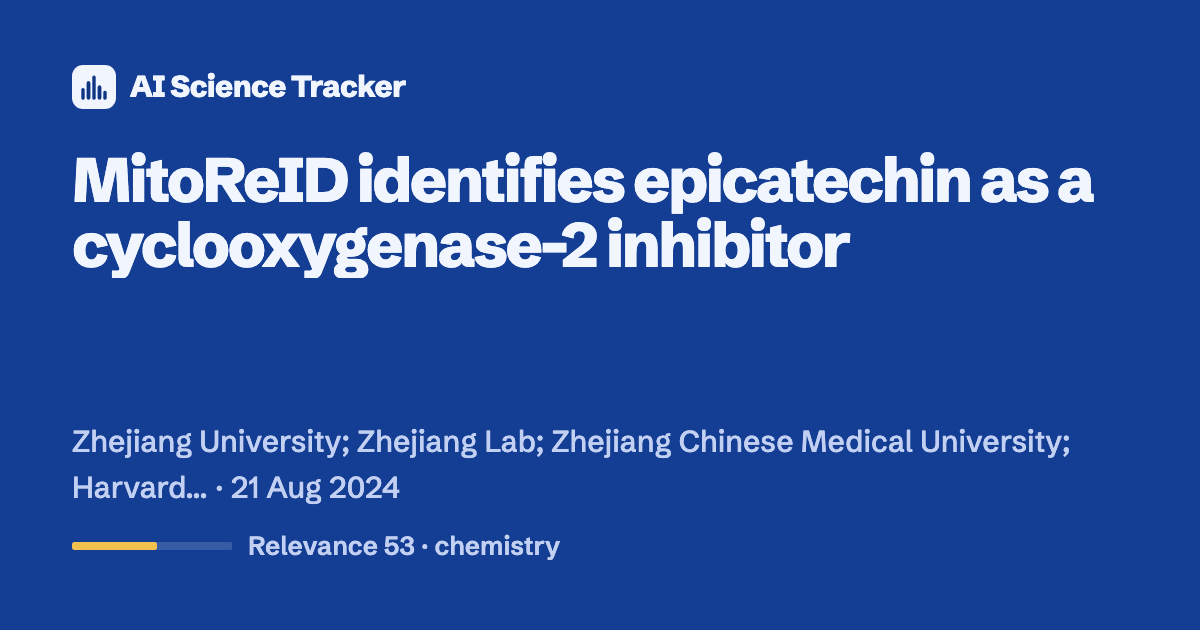 AI Science Tracker
MitoReID identifies epicatechin as a
cyclooxygenase-2 inhibitor
Zhejiang University; Zhejiang Lab; Zhejiang Chinese Medical University;
Harvard... · 21 Aug 2024
Relevance 53 · chemistry